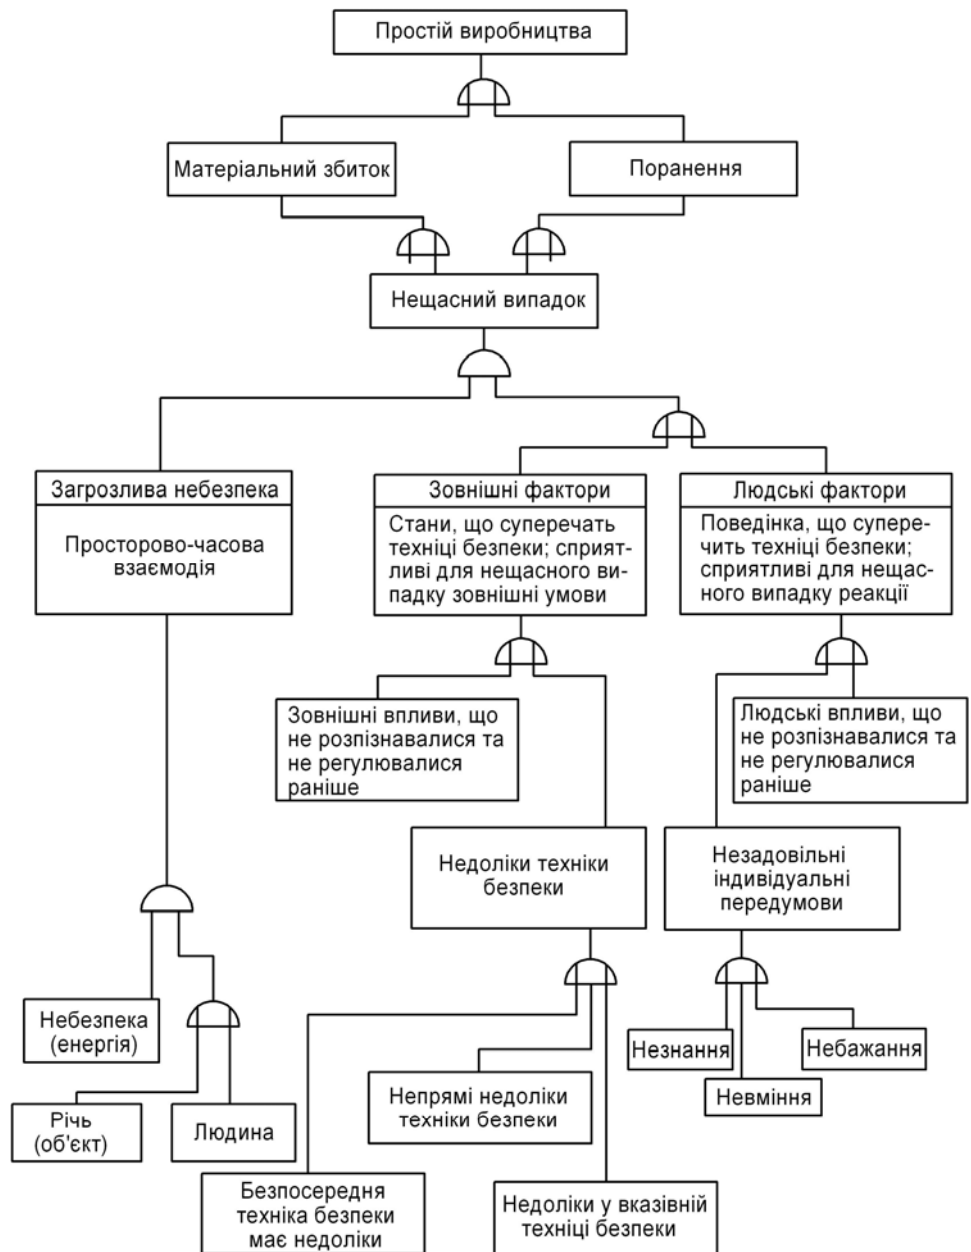 Простій виробництва
Матеріальний збиток
Поранення
Нещасний випадок
Загрозлива небезпека
Просторово-часова
взаємодія
Зовнішні фактори
Стани, що суперечать
техніці безпеки; сприят-
ливі для нещасного ви-
падку зовнішні умови
Людські фактори
Поведінка, що супере-
чить техніці безпеки;
сприятливі для нещас-
ного випадку реакції
Зовнішні впливи, що
не розпізнавалися та
не регулювалися
раніше
Людські впливи, що
не розпізнавалися та
не регулювалися
раніше
Недоліки техніки
безпеки
Незадовільні
індивідуальні
передумови
Небезпека
(енергія)
Річь
(об'єкт)
Людина
Незнання
Небажання
Невміння
Непрямі недоліки
техніки безпеки
Безпосередня
техніка безпеки
має недоліки
Недоліки у вказівній
техніці безпеки